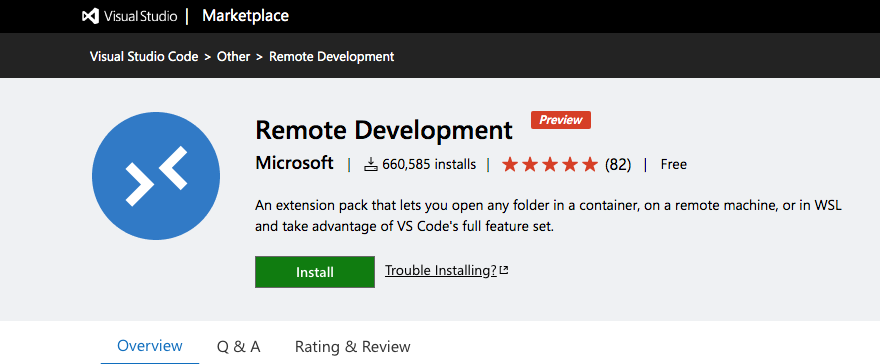 Visual Studio | Marketplace
Visual Studio Code > Other > Remote Development
Remote Development Preview
Microsoft | 660,585 installs | (82) | Free
An extension pack that lets you open any folder in a container, on a remote machine, or in WSL
and take advantage of VS Code's full feature set.
Install Trouble Installing?
Overview Q & A Rating & Review